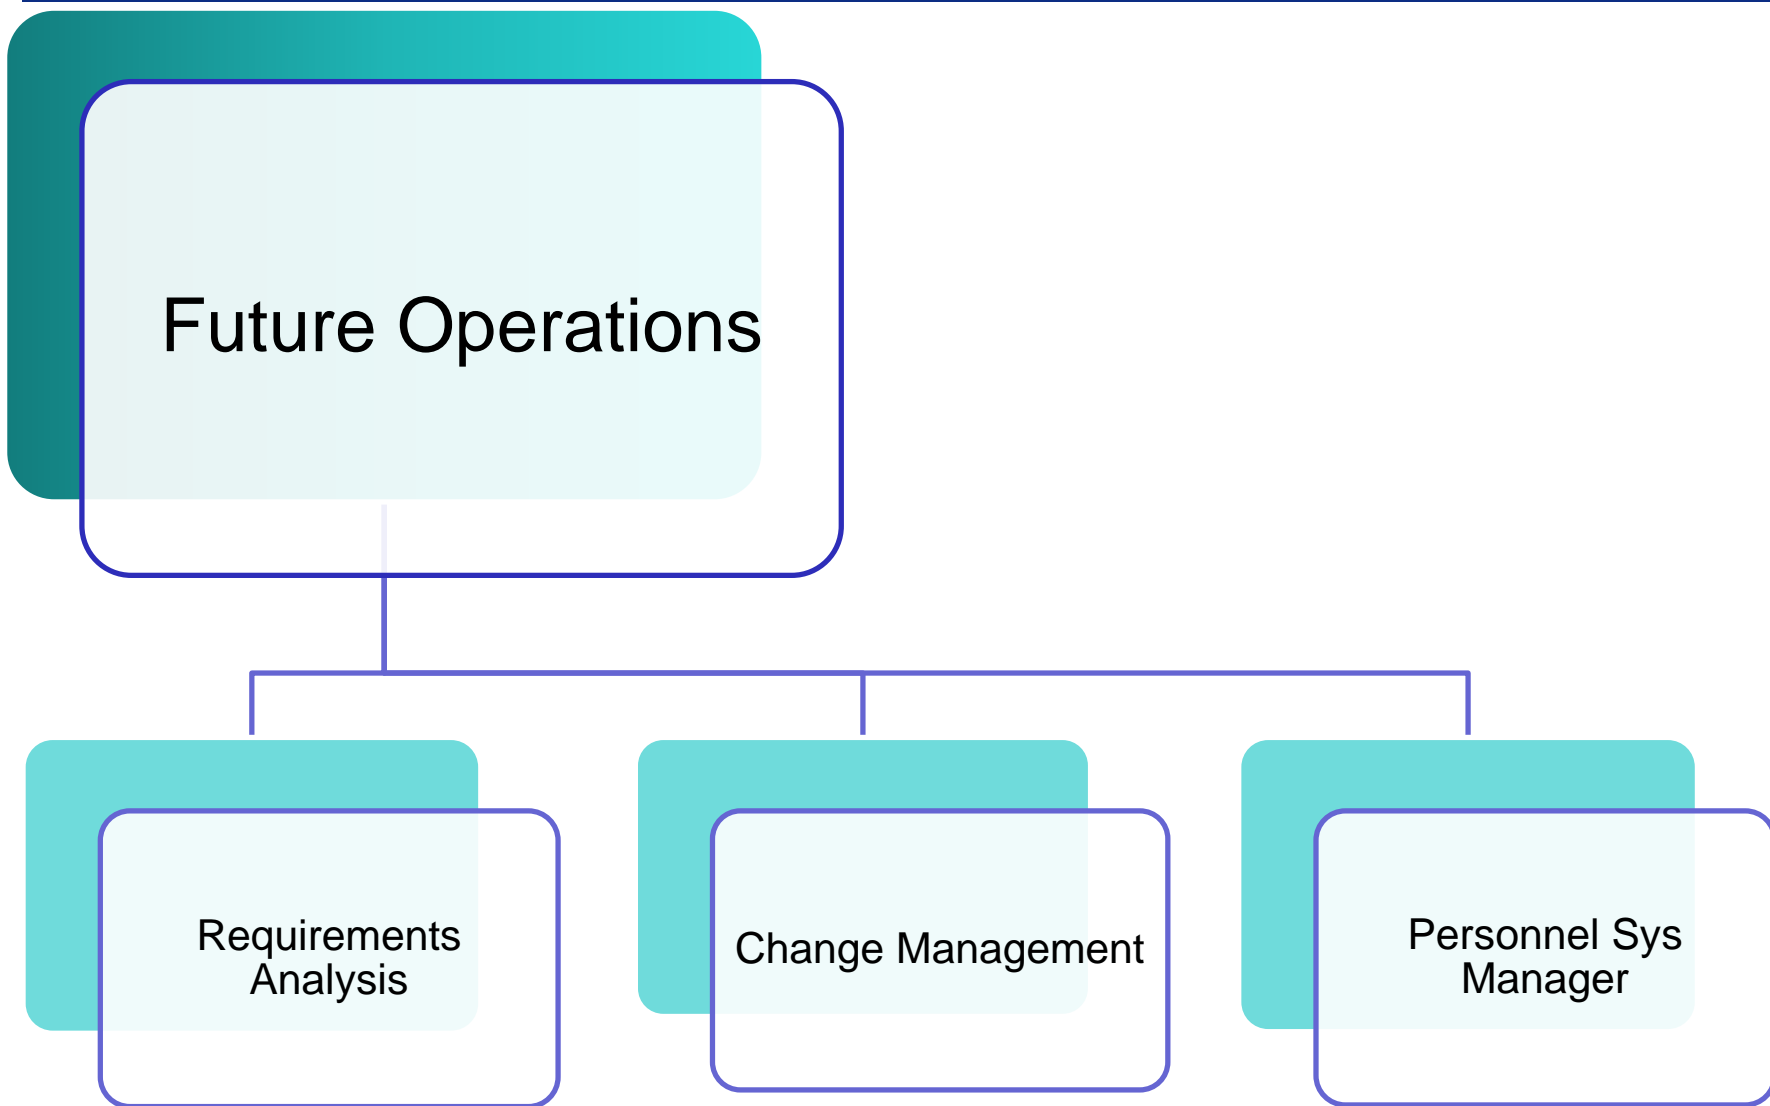 Future Operations
Requirements
Analysis
Change Management
Personnel Sys
Manager